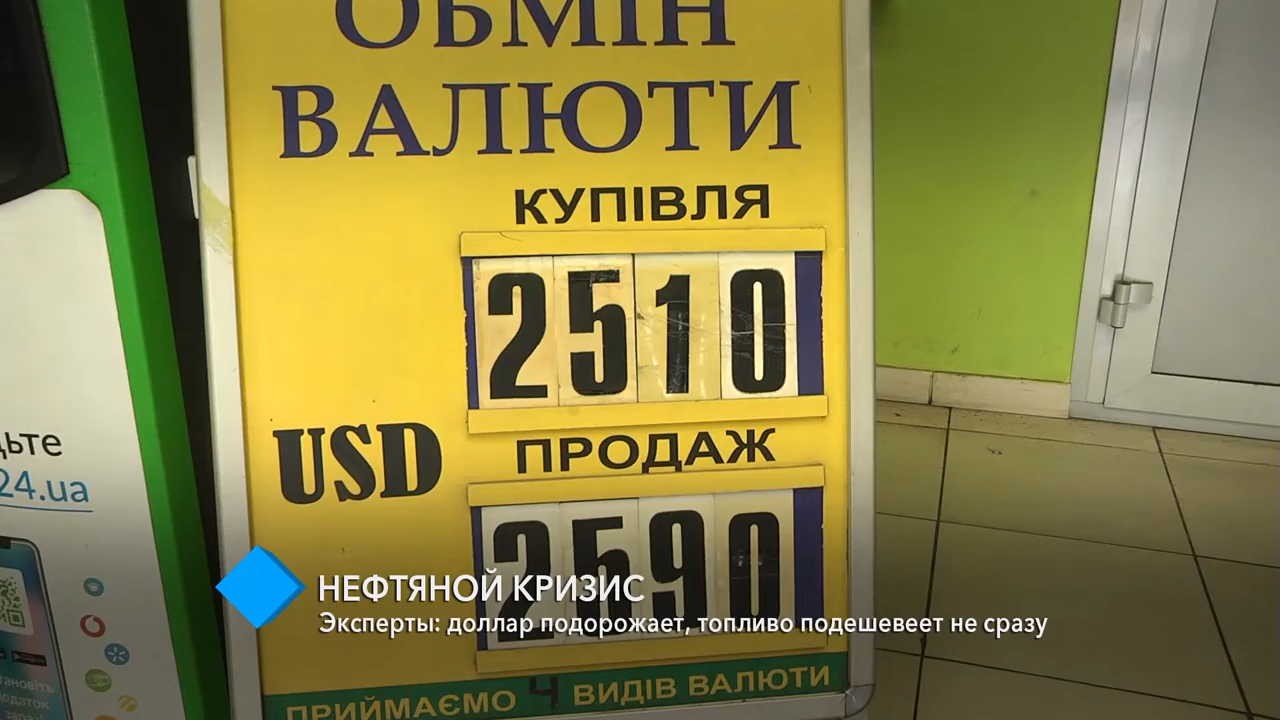 ОБМІН
ВАЛЮТИ
КУПІВЛЯ
2510
USD
ПРОДАЖ
2590
ПРИЙМАЄМО 4 ВИДІВ ВАЛЮТИ
24.ua
НЕФТЯНОЙ КРИЗИС
Эксперты: доллар подорожает, топливо подешевеет не сразу